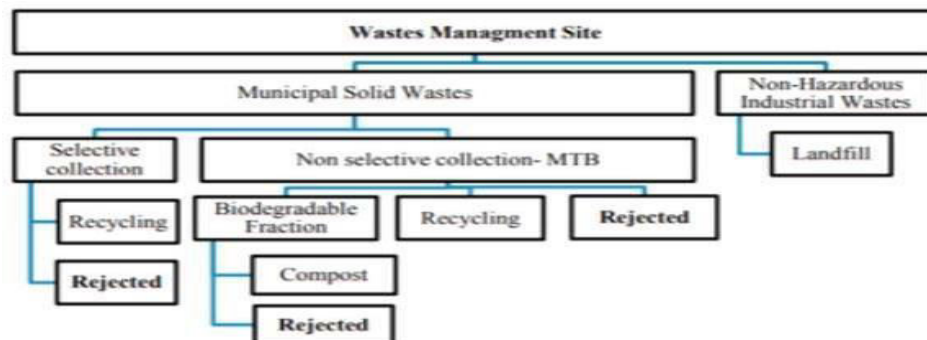 Wastes Managment Site
Municipal Solid Wastes
Non-Hazardous
Industrial Wastes
Selective
collection
Non selective collection- MTB
Landfill
Recycling
Rejected
Biodegradable
Fraction
Recycling
Rejected
Compost
Rejected